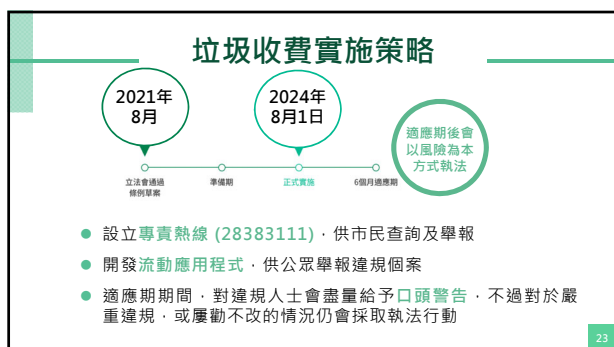 垃圾收費實施策略
2021年
8月
2024年
8月1日
適應期後會
以風險為本
方式執法
立法會通過
條例草案
準備期
正式實施
6個月適應期
設立專責熱線 (28383111)，供市民查詢及舉報
開發流動應用程式，供公眾舉報違規個案
適應期期間，對違規人士會盡量給予口頭警告，不過對於嚴
重違規，或屢勸不改的情況仍會採取執法行動
23